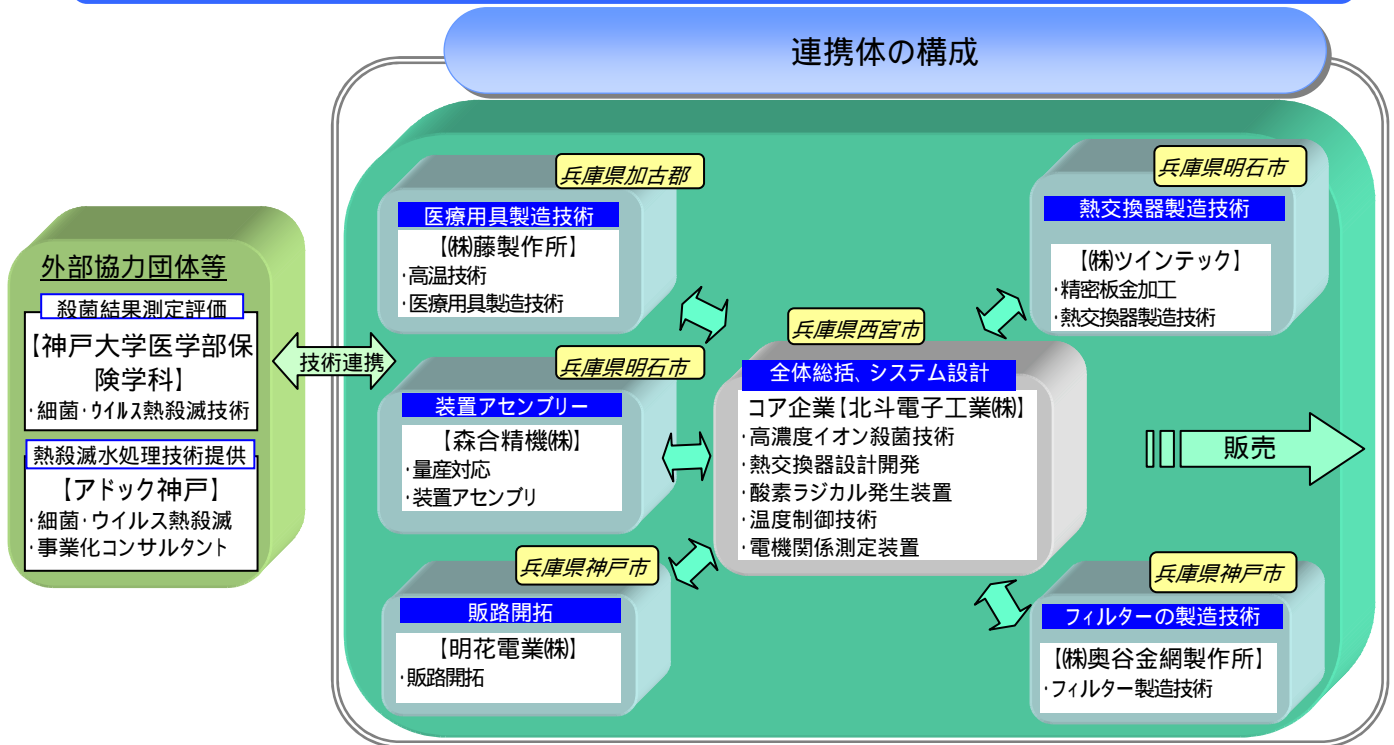 連携体の構成
外部協力団体等
殺菌結果測定評価
【神戸大学医学部保
険学科】
・細菌・ウイルス熱殺滅技術
熱殺滅水処理技術提供
【アドック神戸】
・細菌・ウイルス熱殺滅
・事業化コンサルタント
技術連携
兵庫県加古郡
医療用具製造技術
【㈱藤製作所】
・高温技術
・医療用具製造技術
兵庫県明石市
装置アセンブリー
【森合精機㈱】
・量産対応
・装置アセンブリ
兵庫県神戸市
販路開拓
【明花電業㈱】
・販路開拓
兵庫県西宮市
全体総括、システム設計
コア企業【北斗電子工業㈱】
・高濃度イオン殺菌技術
・熱交換器設計開発
・酸素ラジカル発生装置
・温度制御技術
・電機関係測定装置
兵庫県明石市
熱交換器製造技術
【㈱ツインテック】
・精密板金加工
・熱交換器製造技術
販売
兵庫県神戸市
フィルターの製造技術
【㈱奥谷金網製作所】
・フィルター製造技術